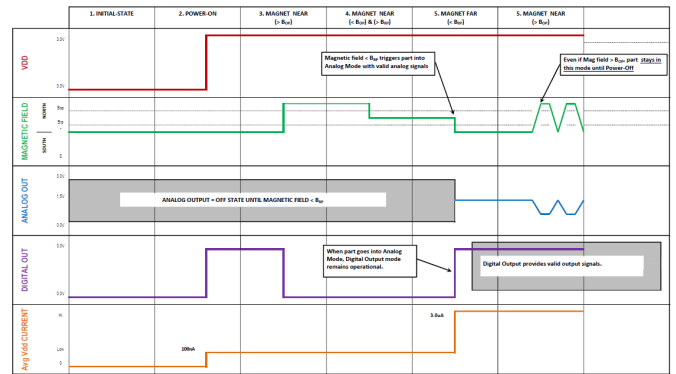 1. INITIAL-STATE
2. POWER-ON
3. MAGNET NEAR
(> BOP)
4. MAGNET NEAR
(< BOP) & (> BRP)
5. MAGNET FAR
(< BRP)
5. MAGNET NEAR
(> BOP)
VDD
3.0V
0.0V
Magnetic field < BRP triggers part into
Analog Mode with valid analog signals
Even if Mag field > BOP, part stays in
this mode until Power-Off
MAGNETIC FIELD
NORTH
SOUTH
0
ANALOG OUT
3.0V
1.5V
0.0V
ANALOG OUTPUT = OFF STATE UNTIL MAGNETIC FIELD < BRP
DIGITAL OUT
3.0V
0.0V
When part goes into Analog
Mode, Digital Output mode
remains operational.
Digital Output provides valid output signals.
Avg Vdd CURRENT
Hi
Low
0
100nA
3.0uA